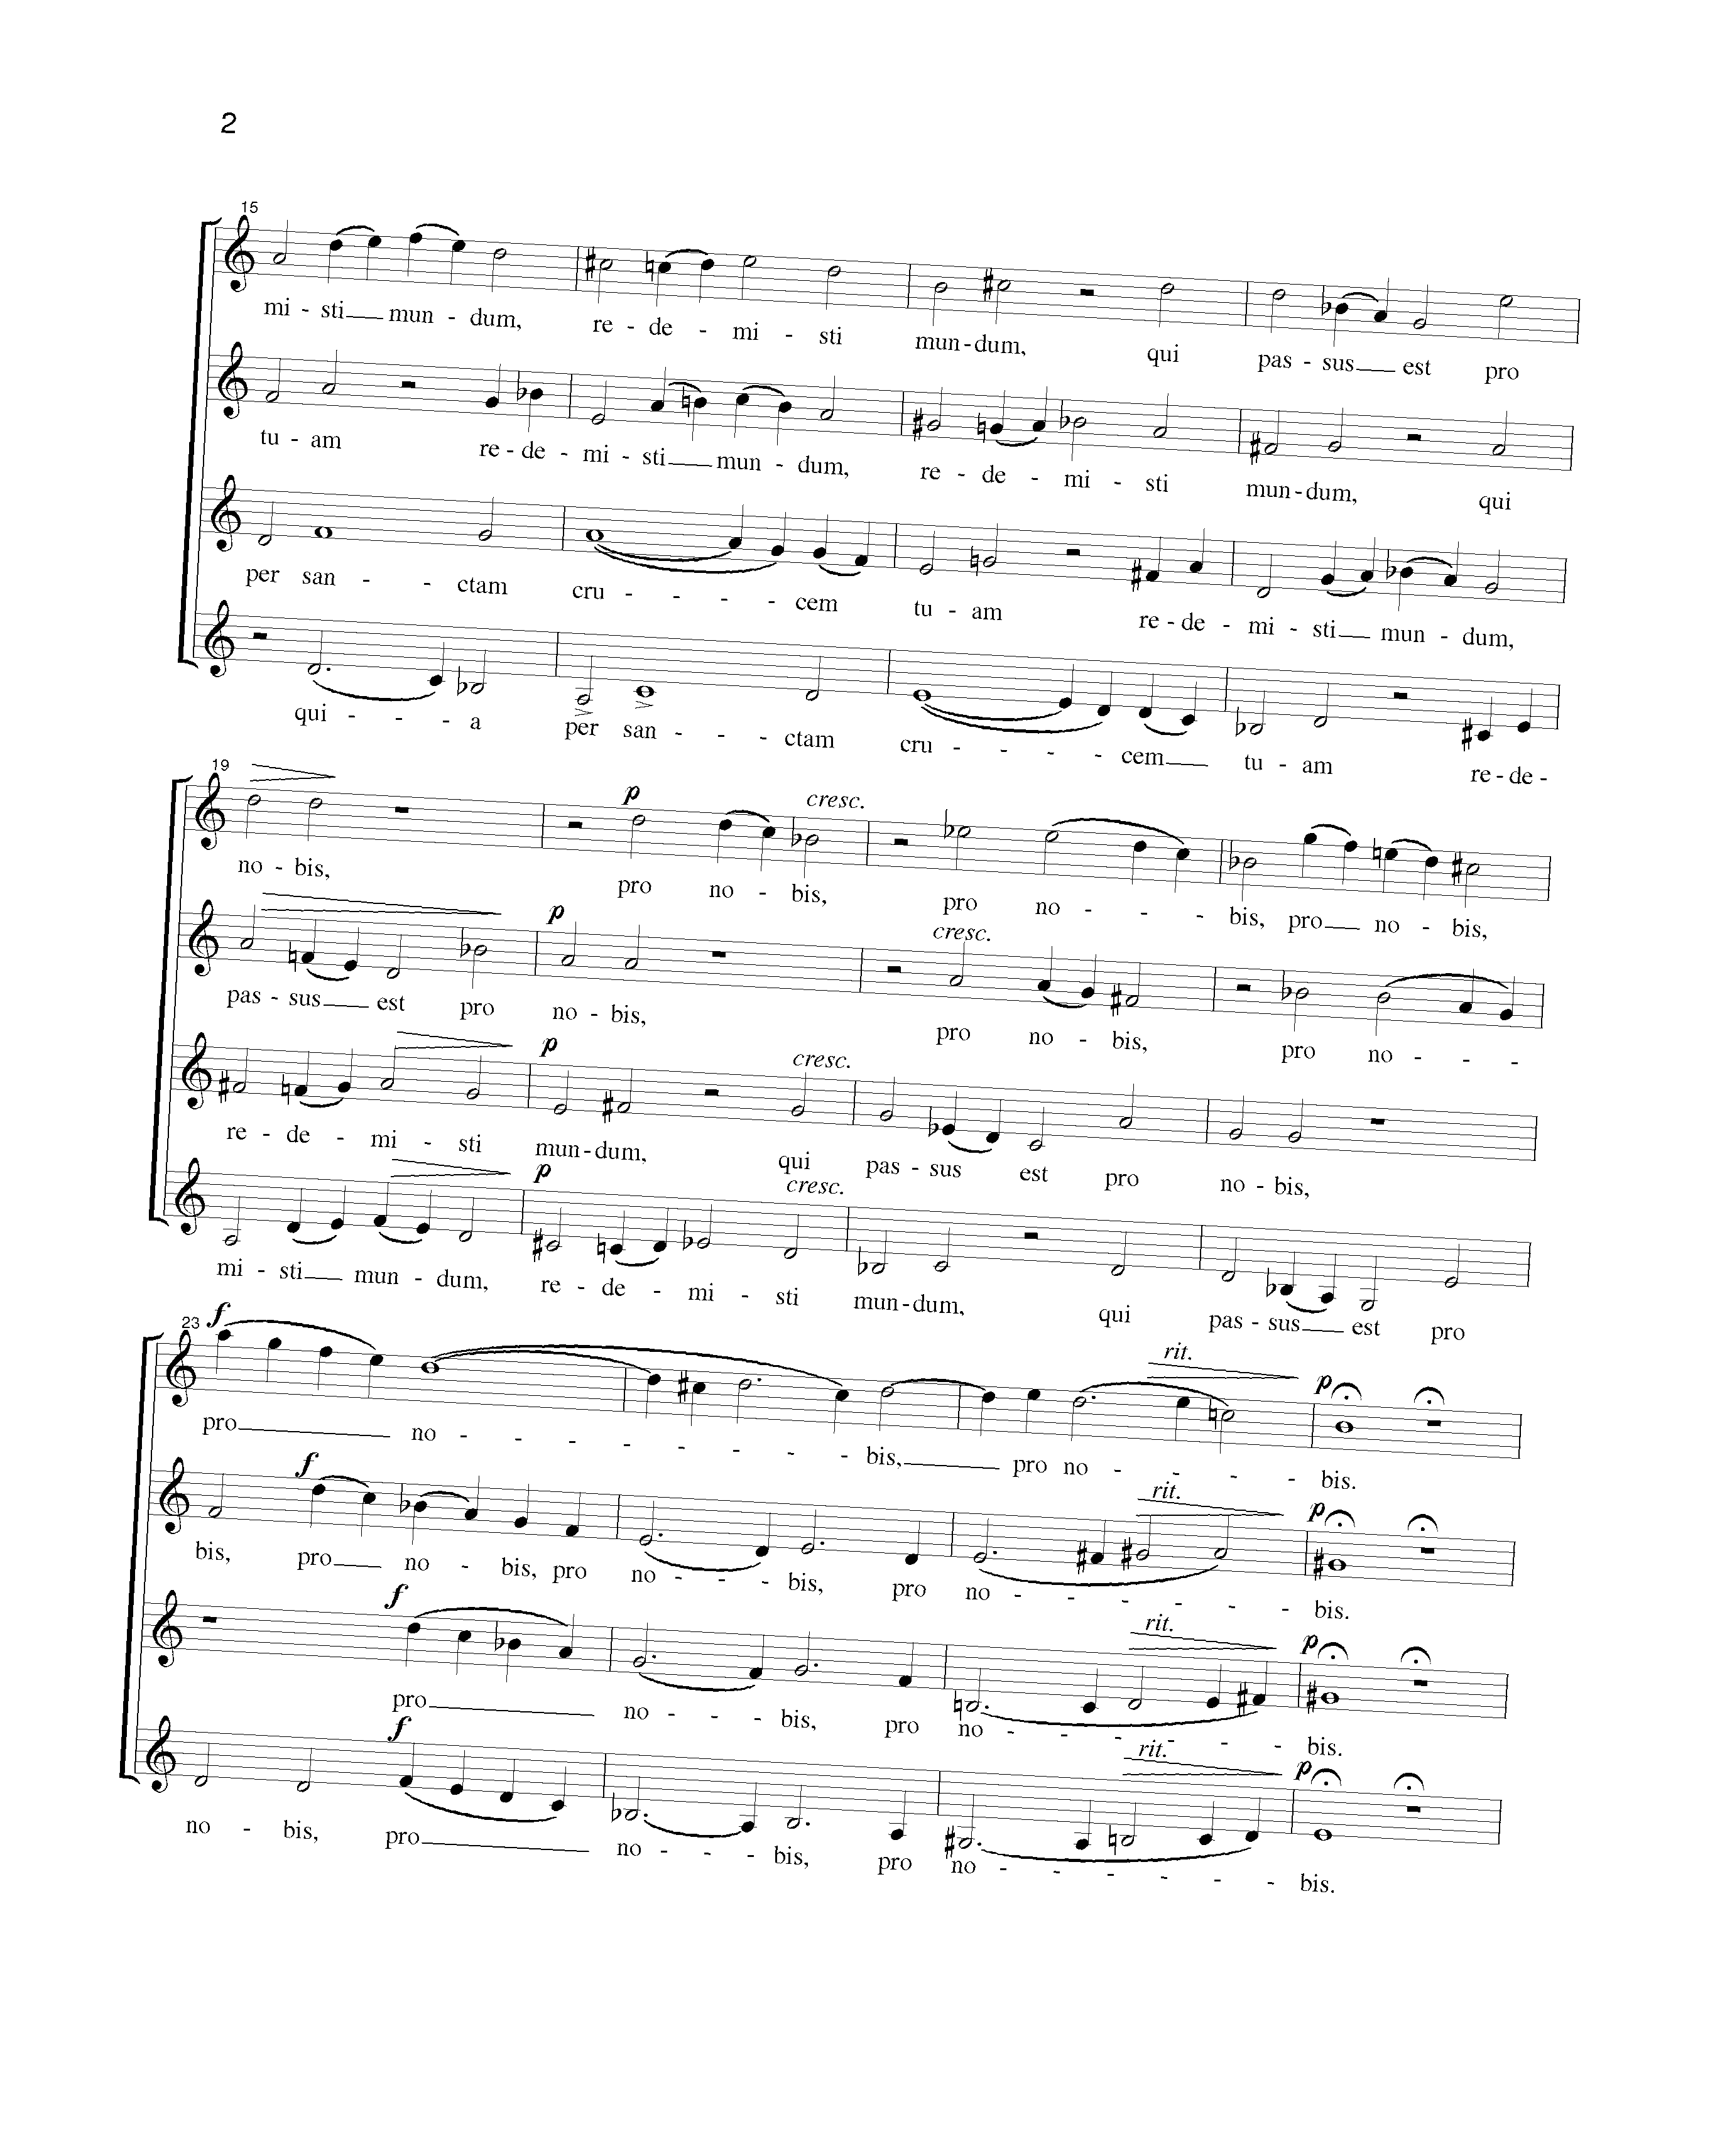 2
15
mi - sti mun - dum, re - de - mi - sti mun - dum, qui pas - sus est pro
tu - am re - de - mi - sti mun - dum, re - de - mi - sti mun - dum, qui
per san - - ctam cru - - - - cem tu - am re - de - mi - sti mun - dum,
qui - - - a per san - - - ctam cru - - - - cem tu - am re - de -
19
p cresc.
no - bis, pro no - bis, pro no - - - bis, pro no - bis,
p cresc.
pas - sus est pro no - bis, pro no - bis, pro no - - -
p cresc.
re - de - mi - sti mun - dum, qui pas - sus est pro no - bis,
p cresc.
mi - sti mun - dum, re - de - mi - sti mun - dum, qui pas - sus est pro
23
f rit. p
pro no - - - - - - - - bis, pro no - - - - bis.
f rit. p
bis, pro no - bis, pro no - - - bis, pro no - - - - - - bis.
f rit. p
pro no - - - bis, pro no - - - - - - bis.
f rit. p
no - bis, pro no - - - bis, pro no - - - - - - bis.